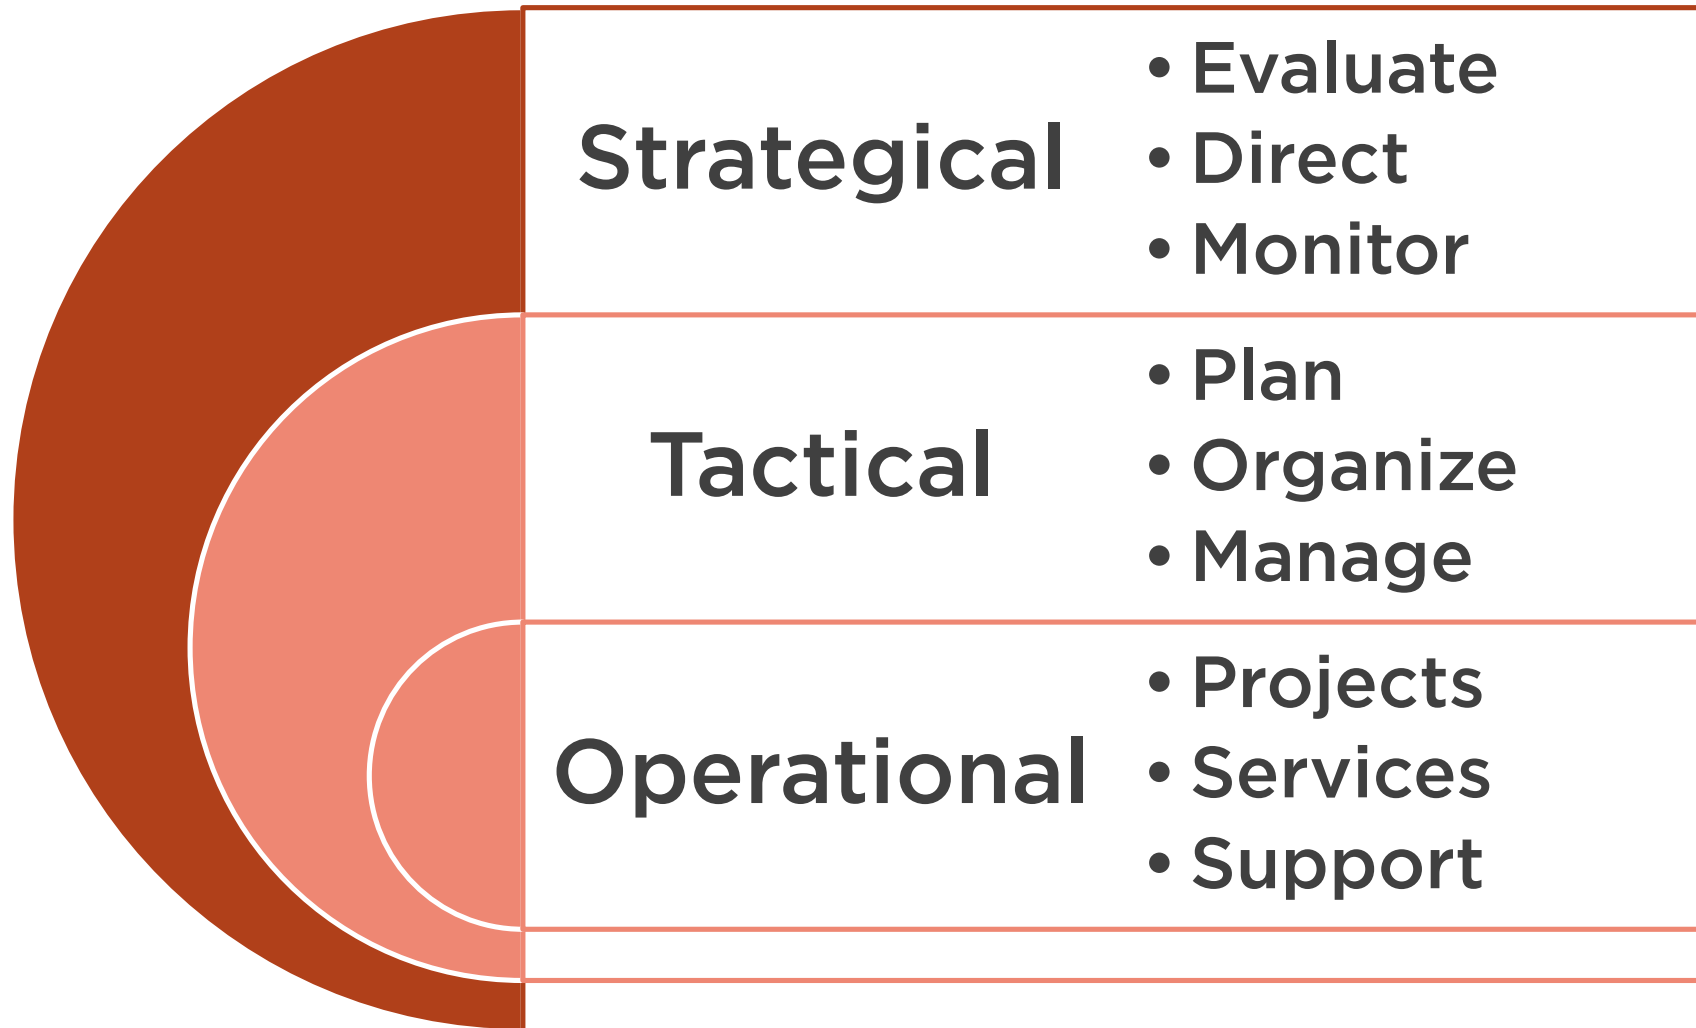 Strategical
• Evaluate
• Direct
• Monitor
Tactical
• Plan
• Organize
• Manage
Operational
• Projects
• Services
• Support